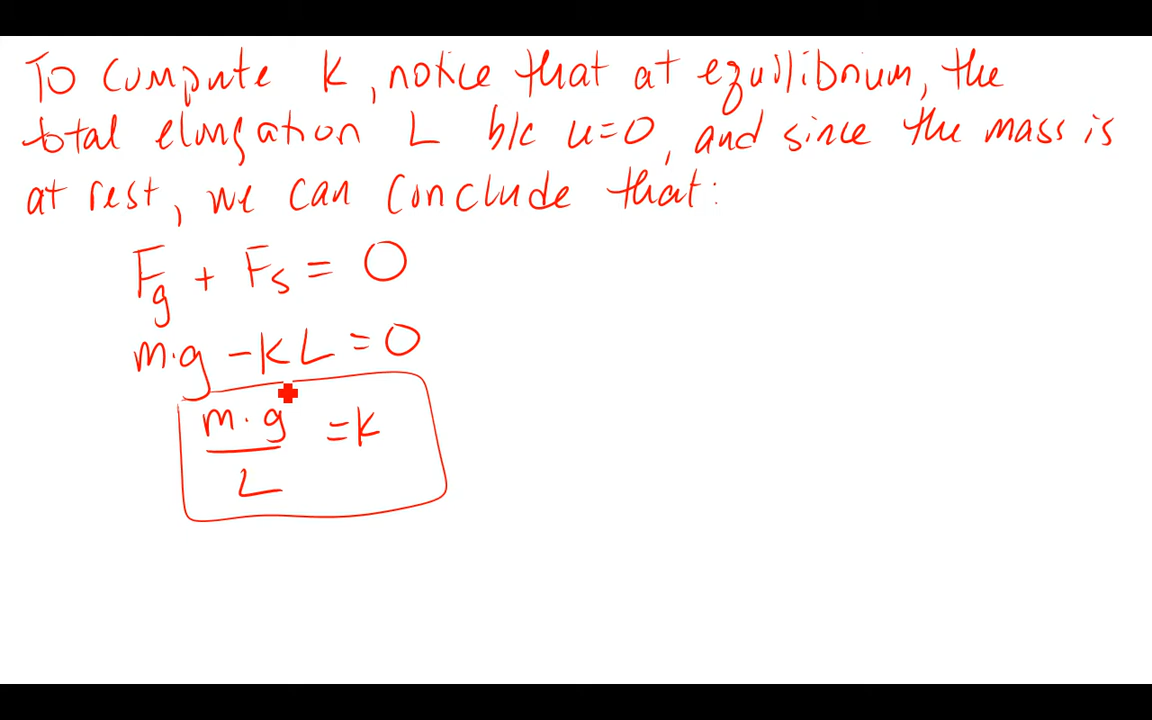 To compute K, notice that at equilibrium, the
total elongation L b/c u=0, and since the mass is
at rest, we can conclude that:
Fg + Fs = 0
m·g - KL = 0
m·g / L = K